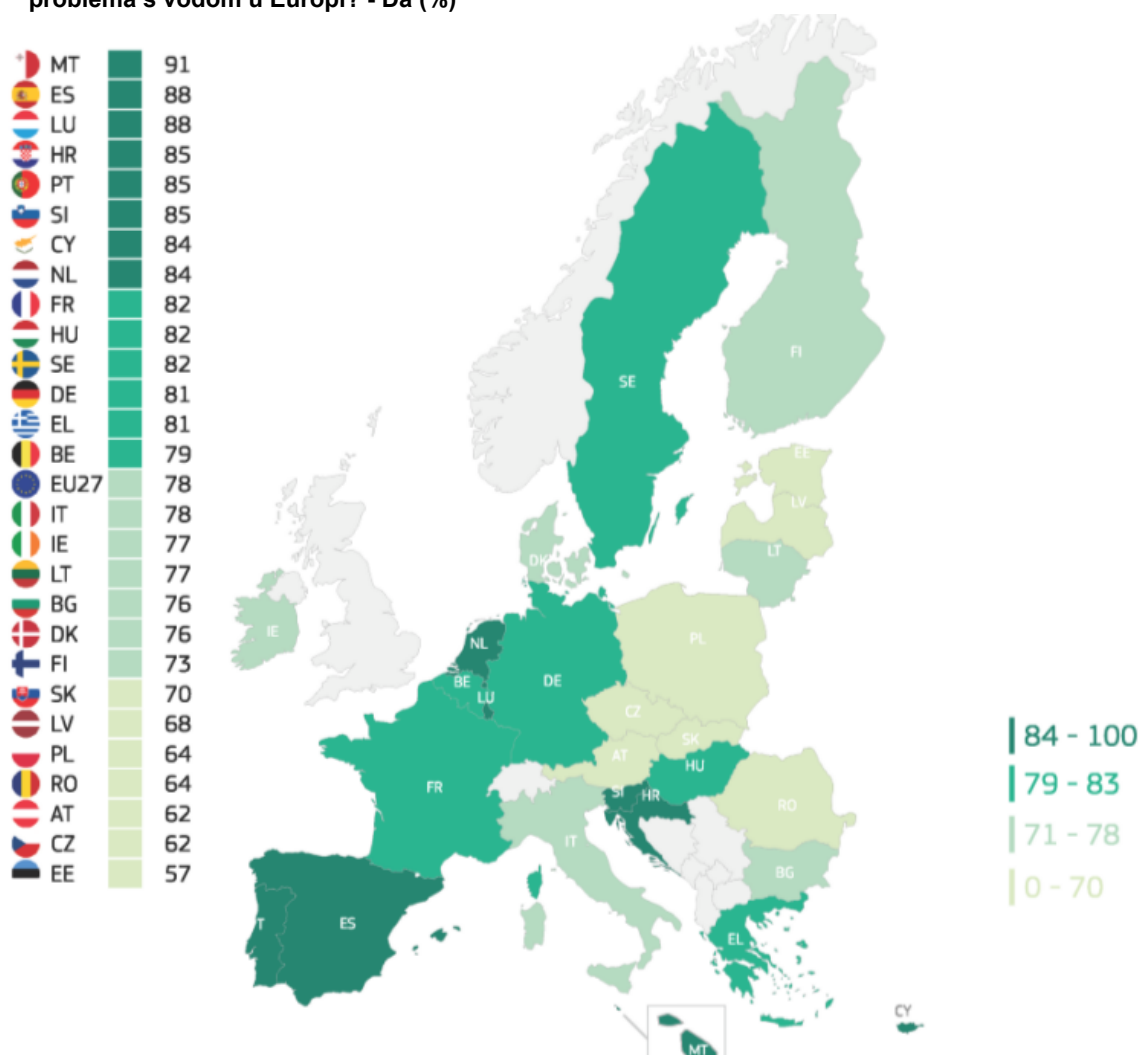 problema s vodom u Europi? - Da (%)
MT 91
ES 88
LU 88
HR 85
PT 85
SI 85
CY 84
NL 84
FR 82
HU 82
SE 82
DE 81
EL 81
BE 79
EU27 78
IT 78
IE 77
LT 77
BG 76
DK 76
FI 73
SK 70
LV 68
PL 64
RO 64
AT 62
CZ 62
EE 57
FI
SE
EE
LV
LT
DK
IE
NL
PL
BE
DE
LU
CZ
SK
AT
HU
FR
SI
HR
RO
IT
BG
T
ES
EL
CY
MT
84 - 100
79 - 83
71 - 78
0 - 70